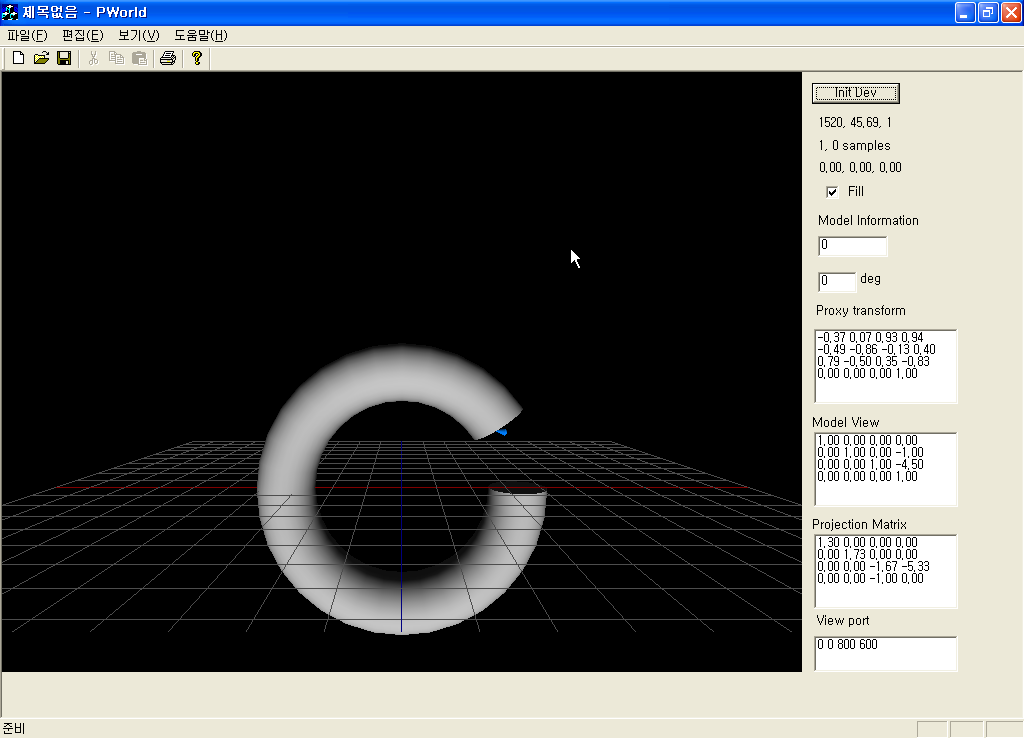 제목없음 - PWorld
파일(F) 편집(E) 보기(V) 도움말(H)
Init Dev
1520, 45,69, 1
1, 0 samples
0,00, 0,00, 0,00
Fill
Model Information
0
0 deg
Proxy transform
-0,37 0,07 0,93 0,94
-0,49 -0,86 -0,13 0,40
0,79 -0,50 0,35 -0,83
0,00 0,00 0,00 1,00
Model View
1,00 0,00 0,00 0,00
0,00 1,00 0,00 -1,00
0,00 0,00 1,00 -4,50
0,00 0,00 0,00 1,00
Projection Matrix
1,30 0,00 0,00 0,00
0,00 1,73 0,00 0,00
0,00 0,00 -1,67 -5,33
0,00 0,00 -1,00 0,00
View port
0 0 800 600
준비